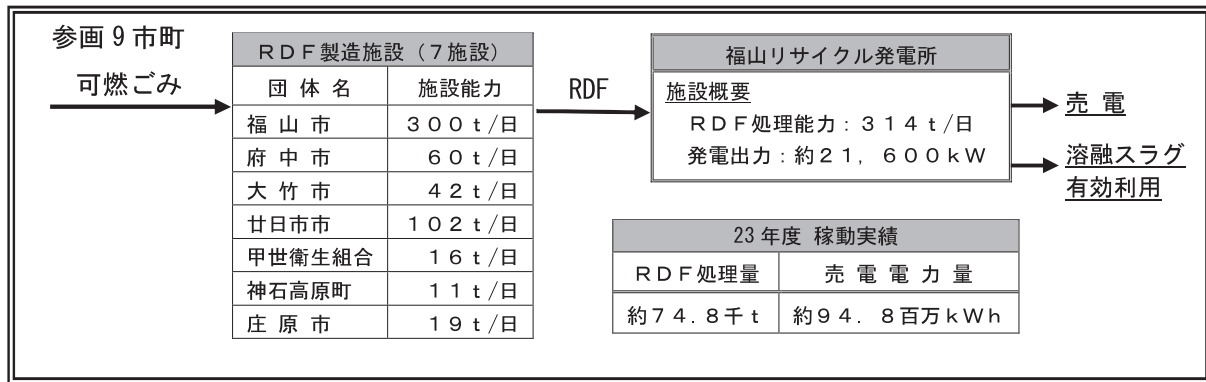 参画9市町
可燃ごみ
RDF製造施設(7施設)
団体名 施設能力
福山市 300t/日
府中市 60t/日
大竹市 42t/日
廿日市市 102t/日
甲世衛生組合 16t/日
神石高原町 11t/日
庄原市 19t/日
RDF
福山リサイクル発電所
施設概要
RDF処理能力:314t/日
発電出力:約21,600kW
売電
溶融スラグ
有効利用
23年度 稼動実績
RDF処理量 売電電力量
約74.8千t 約94.8百万kWh